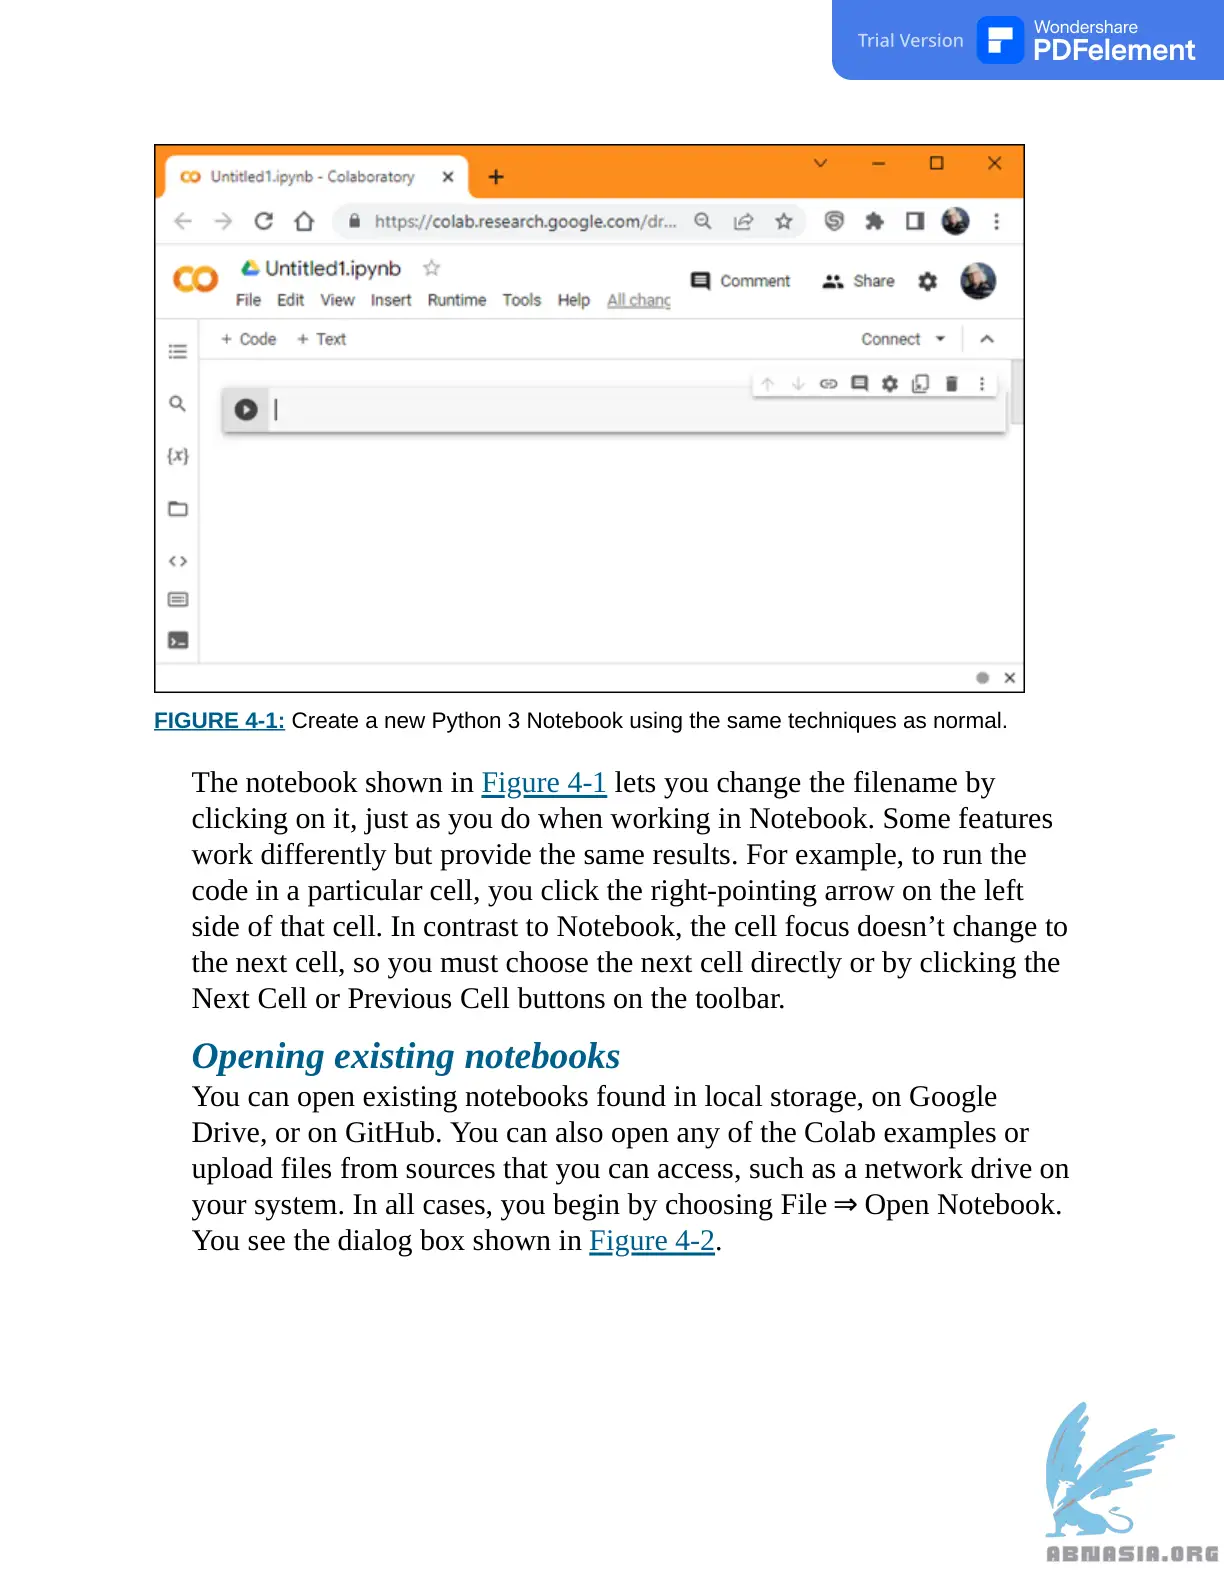 Trial Version
Wondershare
PDFelement
Untitled1.ipynb - Colaboratory
https://colab.research.google.com/dr...
CO Untitled1.ipynb
Comment Share
File Edit View Insert Runtime Tools Help All chang
+ Code + Text
Connect
{x}
FIGURE 4-1: Create a new Python 3 Notebook using the same techniques as normal.
The notebook shown in Figure 4-1 lets you change the filename by
clicking on it, just as you do when working in Notebook. Some features
work differently but provide the same results. For example, to run the
code in a particular cell, you click the right-pointing arrow on the left
side of that cell. In contrast to Notebook, the cell focus doesn’t change to
the next cell, so you must choose the next cell directly or by clicking the
Next Cell or Previous Cell buttons on the toolbar.
Opening existing notebooks
You can open existing notebooks found in local storage, on Google
Drive, or on GitHub. You can also open any of the Colab examples or
upload files from sources that you can access, such as a network drive on
your system. In all cases, you begin by choosing File ⇒ Open Notebook.
You see the dialog box shown in Figure 4-2.
ABNASIA.ORG